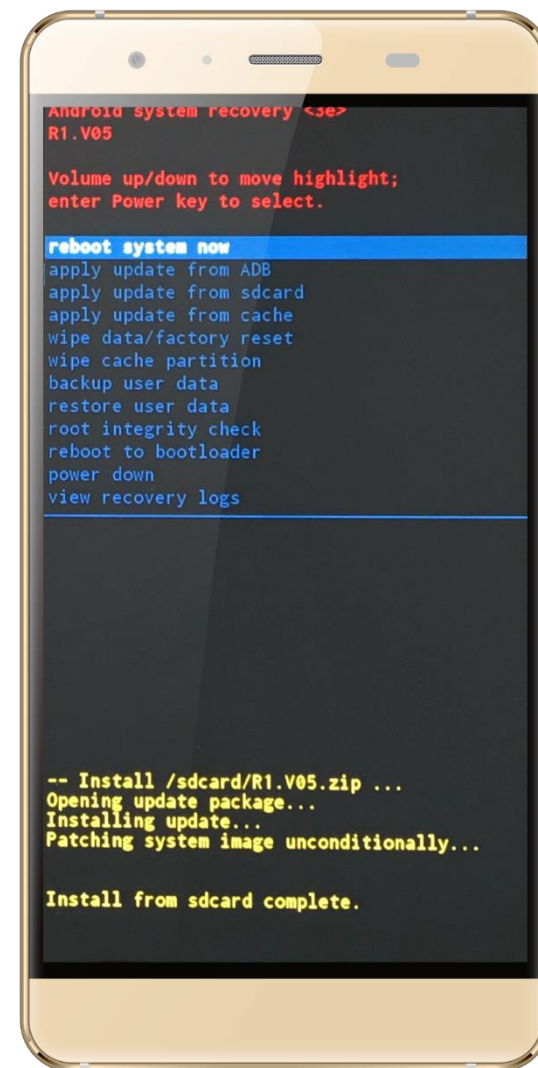 Android system recovery <3e>
R1.V05
Volume up/down to move highlight;
enter Power key to select.
reboot system now
apply update from ADB
apply update from sdcard
apply update from cache
wipe data/factory reset
wipe cache partition
backup user data
restore user data
root integrity check
reboot to bootloader
power down
view recovery logs
-- Install /sdcard/R1.V05.zip ...
Opening update package...
Installing update...
Patching system image unconditionally...
Install from sdcard complete.